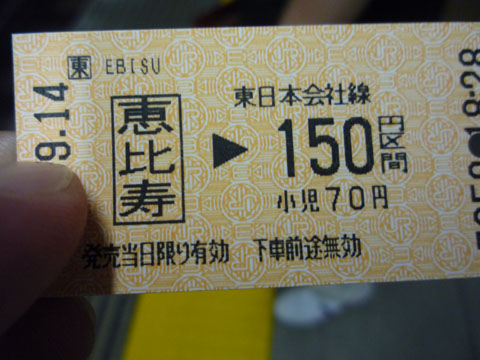 東 EBISU
恵比寿 ▶ 150円区間
東日本会社線
小児70円
発売当日限り有効 下車前途無効
9.14
18:28